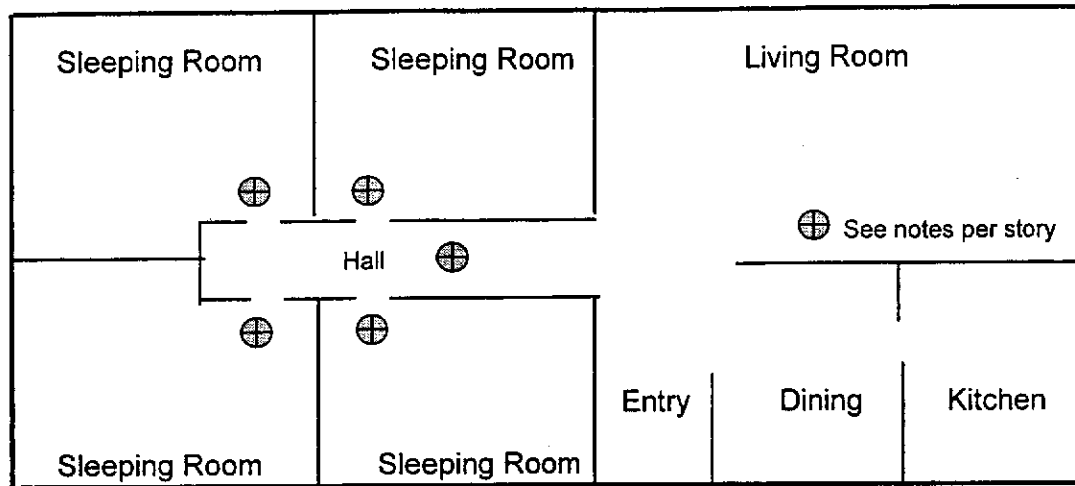 Sleeping Room
Sleeping Room
Living Room
See notes per story
Hall
Entry
Dining
Kitchen
Sleeping Room
Sleeping Room